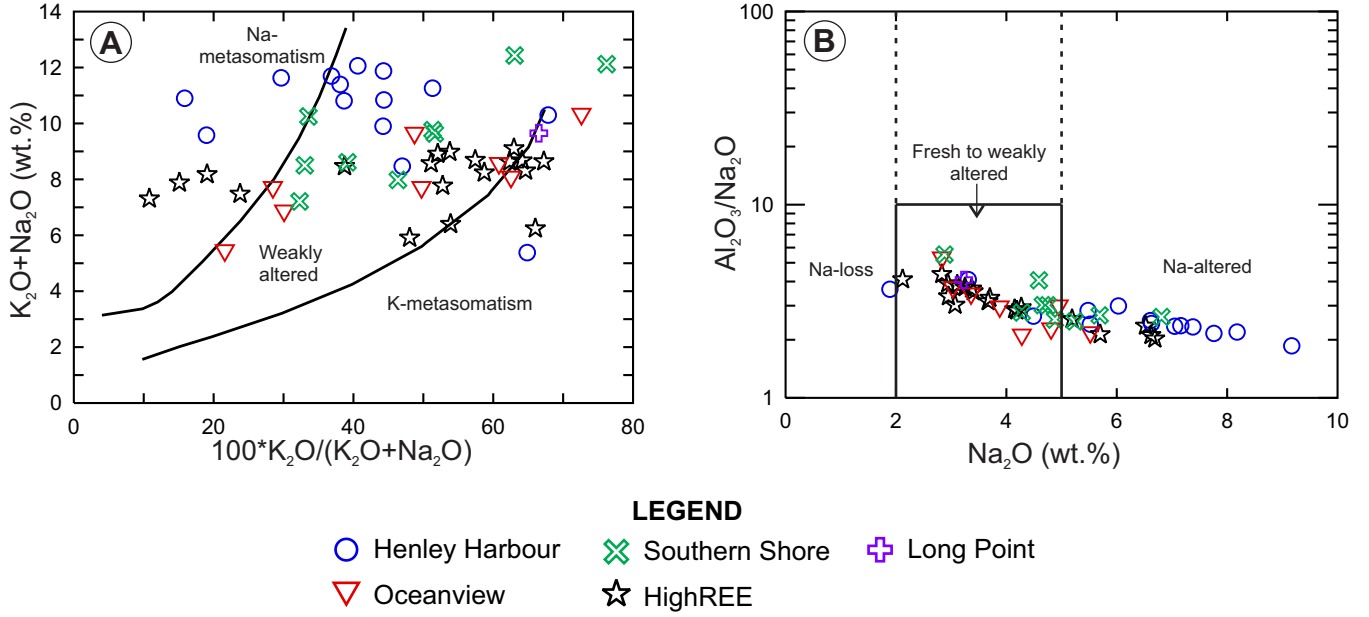 A
Na-
metasomatism
Weakly
altered
K-metasomatism
14
12
10
8
6
4
2
0
K₂O+Na₂O (wt.%)
0 20 40 60 80
100*K₂O/(K₂O+Na₂O)
B
100
10
1
Al₂O₃/Na₂O
Fresh to weakly
altered
Na-loss
Na-altered
0 2 4 6 8 10
Na₂O (wt.%)
LEGEND
Henley Harbour Southern Shore Long Point
Oceanview HighREE